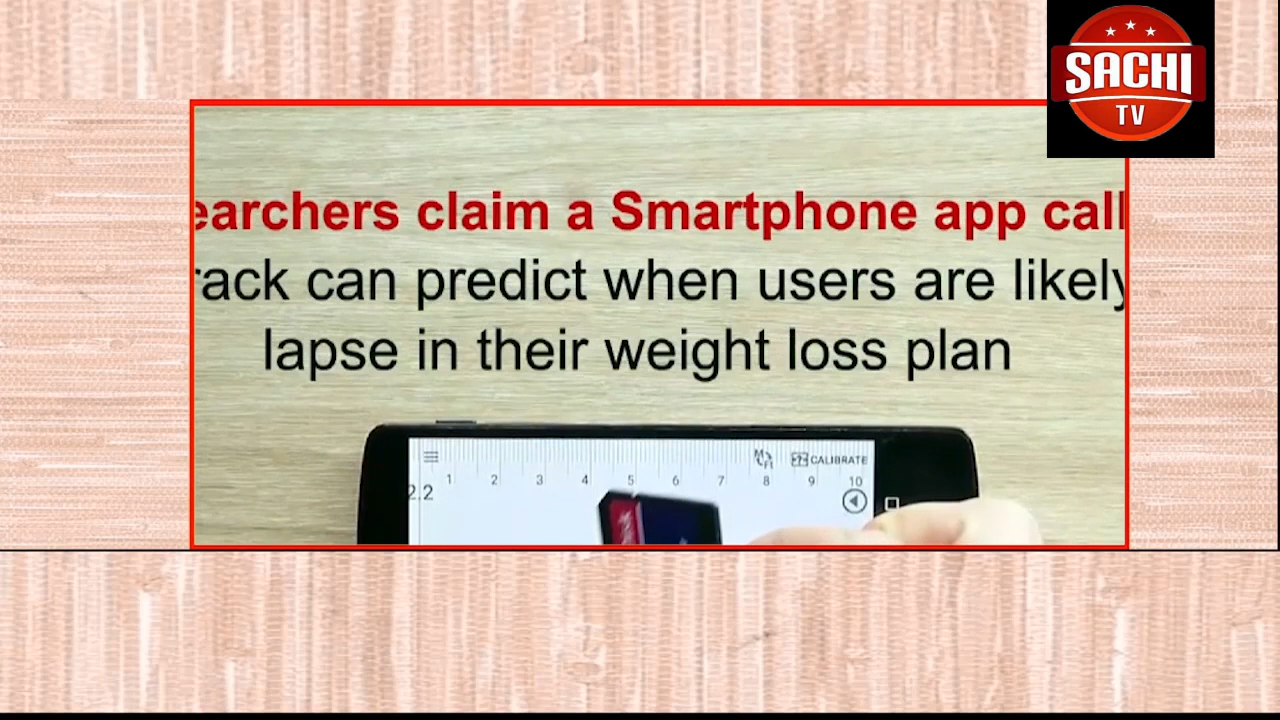 SACHI
TV
earchers claim a Smartphone app call
rack can predict when users are likely
lapse in their weight loss plan
CALIBRATE
1 2 3 4 5 6 7 8 9 10
2.2